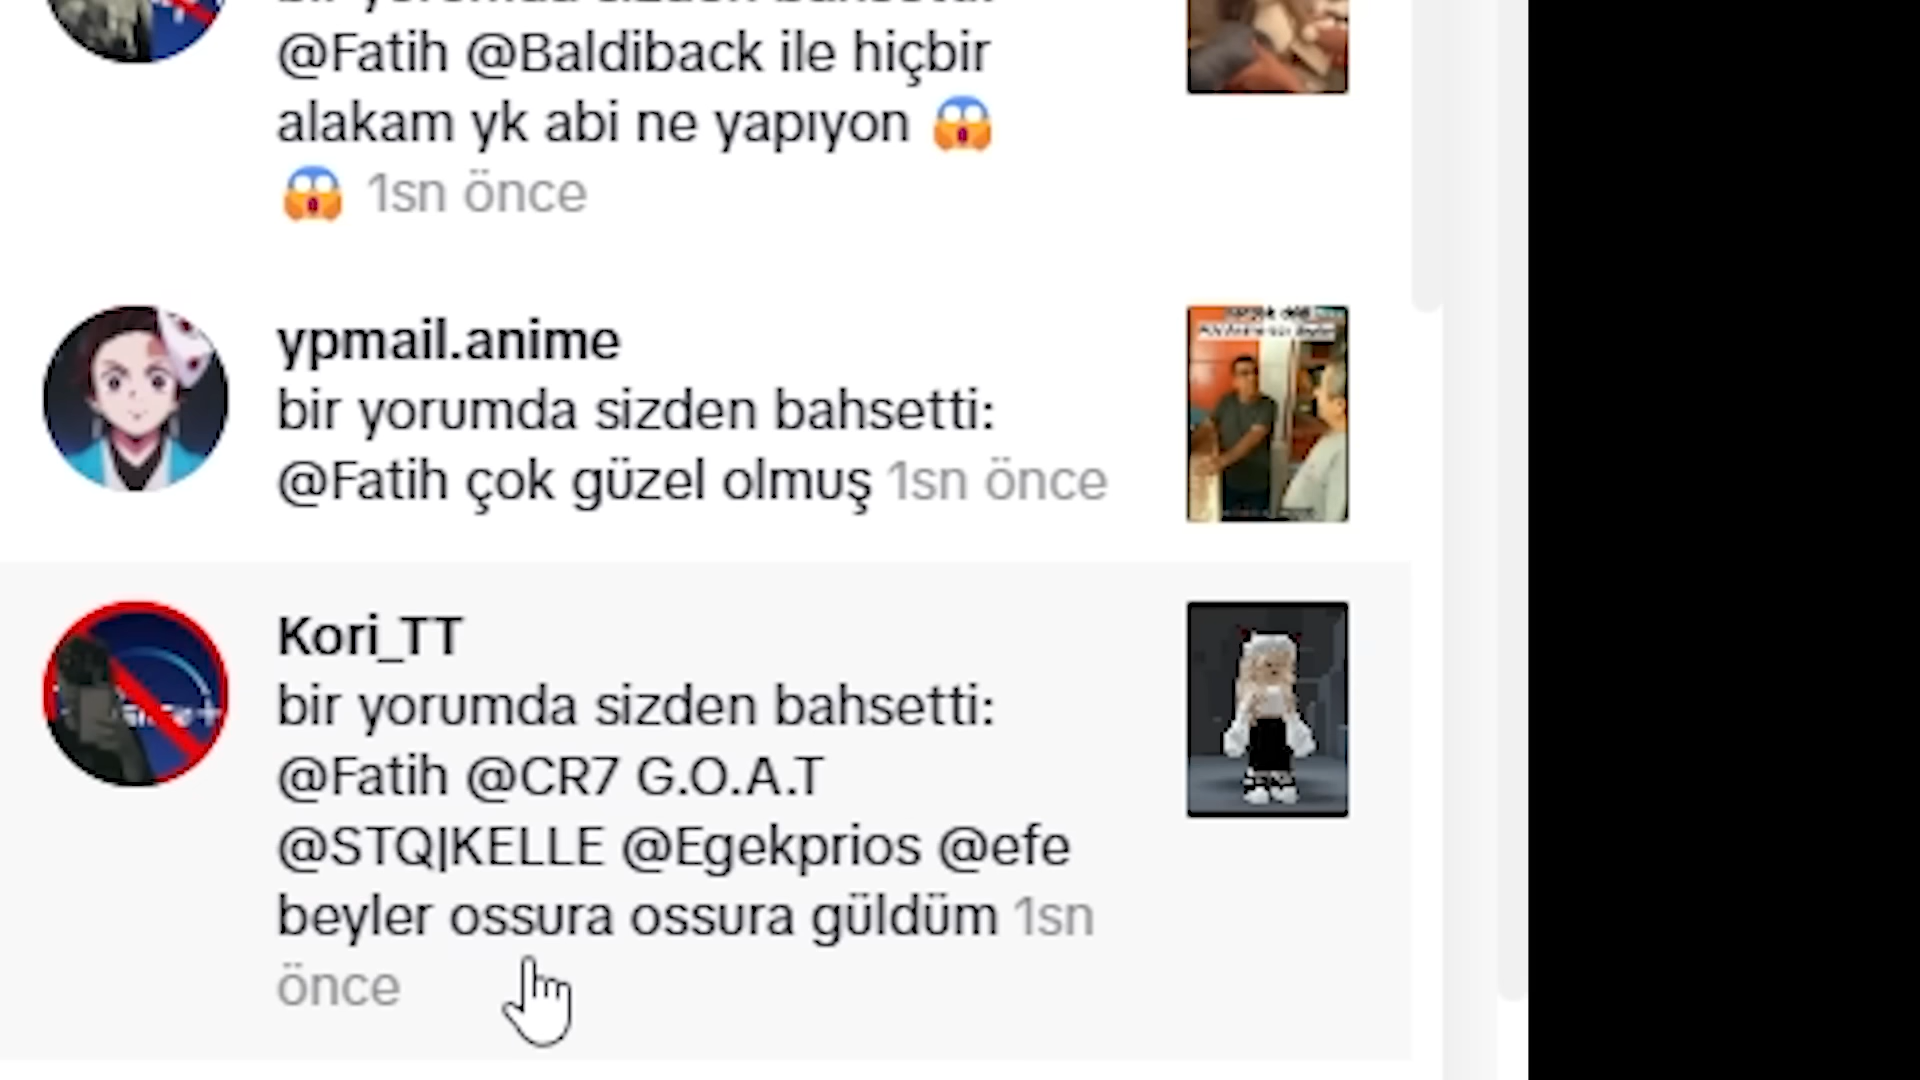 @Fatih @Baldiback ile hiçbir
alakam yk abi ne yapıyon 😱
😱 1sn önce
ypmail.anime
bir yorumda sizden bahsetti:
@Fatih çok güzel olmuş 1sn önce
Kori_TT
bir yorumda sizden bahsetti:
@Fatih @CR7 G.O.A.T
@STQ|KELLE @Egekprios @efe
beyler ossura ossura güldüm 1sn
önce